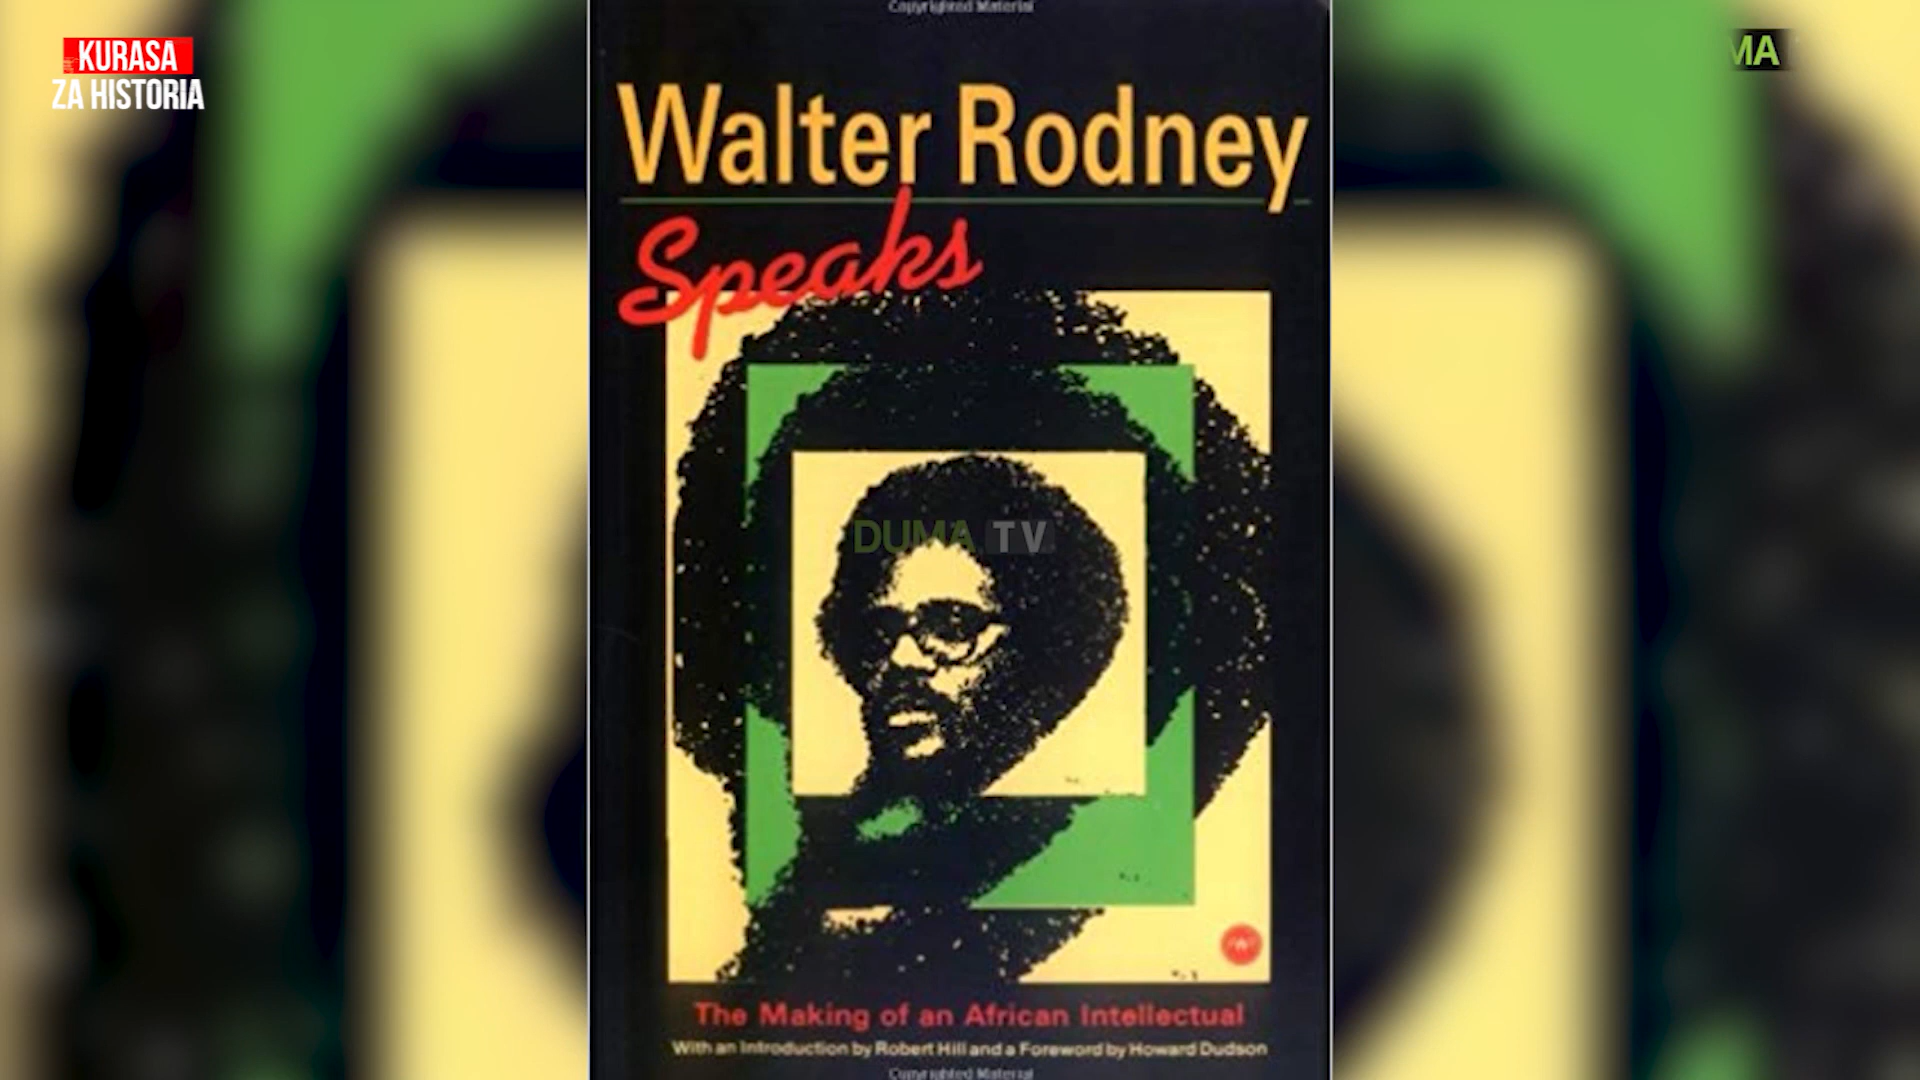 Copyrighted Material
KURASA
ZA HISTORIA
MA
Walter Rodney
Speaks
DUMA TV
The Making of an African Intellectual
With an Introduction by Robert Hill and a Foreword by Howard Dodson
Copyrighted Material